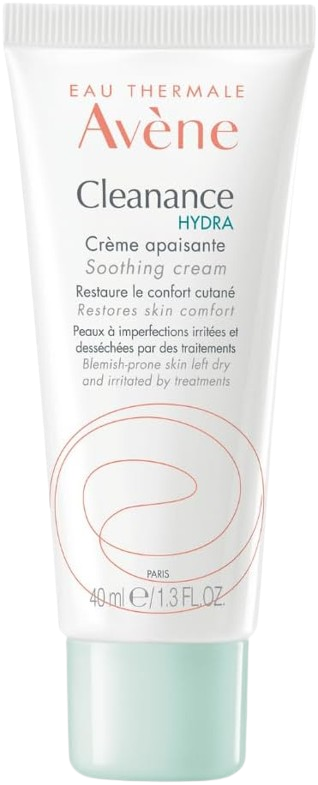 EAU THERMALE
Avène
Cleanance
HYDRA
Crème apaisante
Soothing cream
Restaure le confort cutané
Restores skin comfort
Peaux à imperfections irritées et
desséchées par des traitements
Blemish-prone skin left dry
and irritated by treatments
PARIS
40 ml e/1.3 FL.OZ.